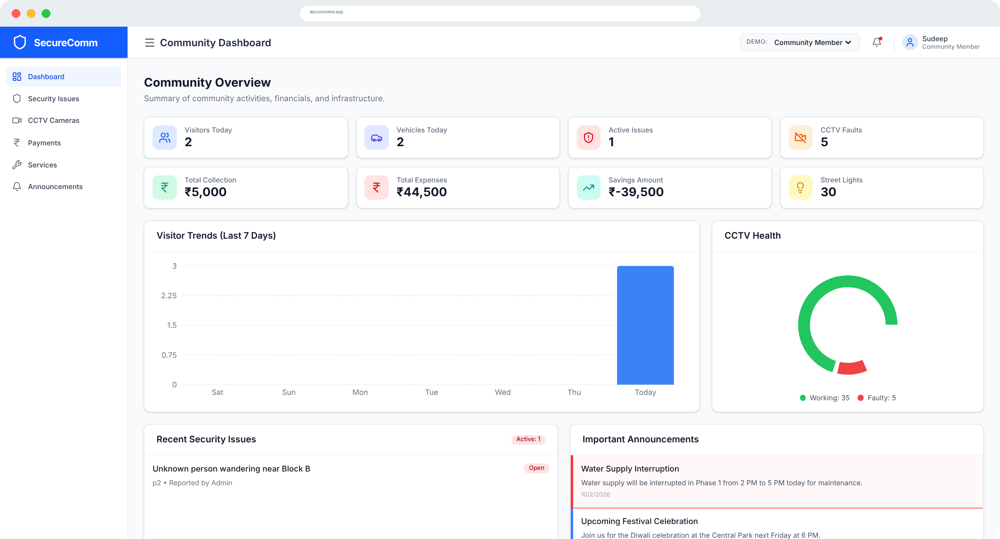 securecomm.app
SecureComm
Community Dashboard
DEMO: Community Member
Sudeep
Community Member
Dashboard
Security Issues
CCTV Cameras
Payments
Services
Announcements
Community Overview
Summary of community activities, financials, and infrastructure.
Visitors Today
2
Vehicles Today
2
Active Issues
1
CCTV Faults
5
Total Collection
₹5,000
Total Expenses
₹44,500
Savings Amount
₹-39,500
Street Lights
30
Visitor Trends (Last 7 Days)
3
2.25
1.5
0.75
0
Sat Sun Mon Tue Wed Thu Today
CCTV Health
Working: 35 Faulty: 5
Recent Security Issues
Active: 1
Unknown person wandering near Block B
Open
p2 • Reported by Admin
Important Announcements
Water Supply Interruption
Water supply will be interrupted in Phase 1 from 2 PM to 5 PM today for maintenance.
10/2/2026
Upcoming Festival Celebration
Join us for the Diwali celebration at the Central Park next Friday at 6 PM.